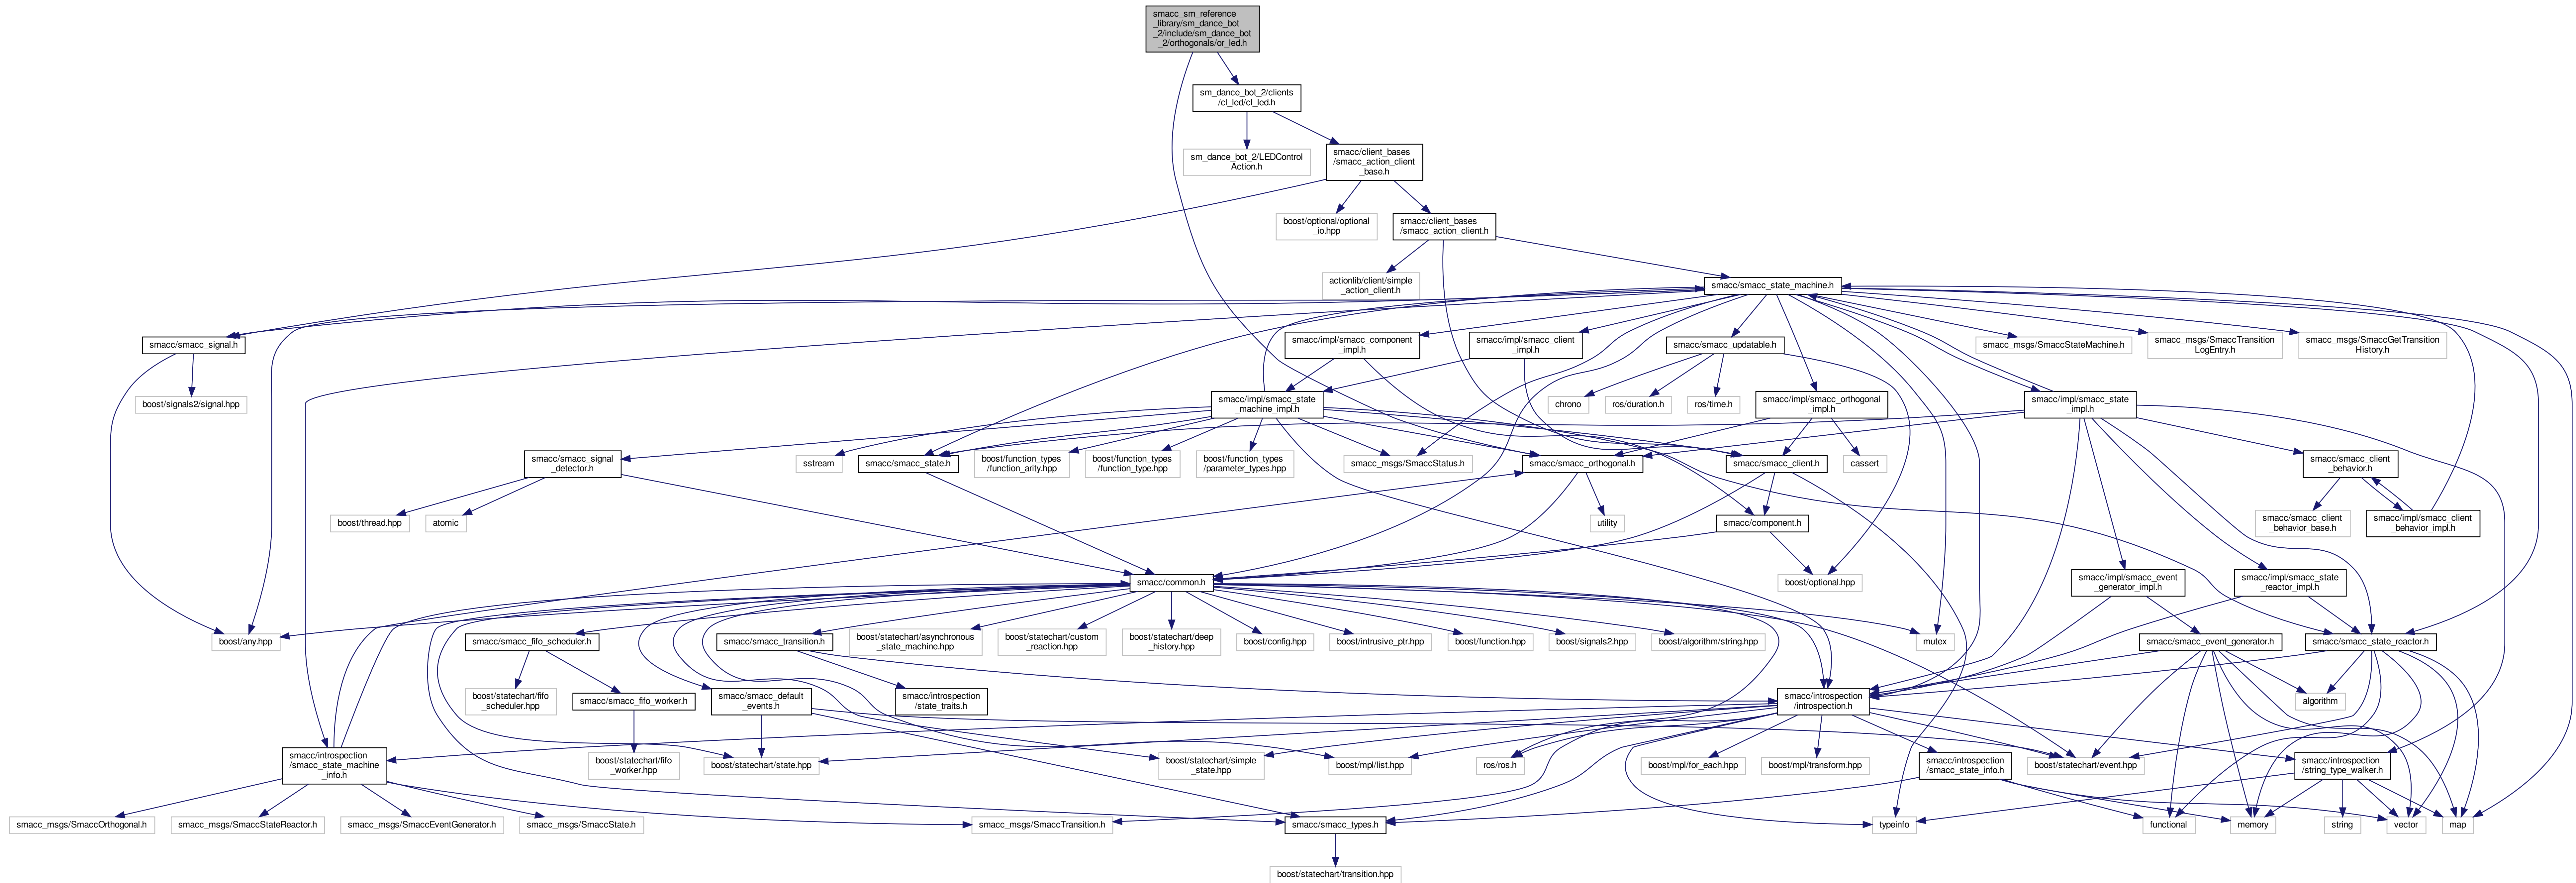 smacc_sm_reference
_library/sm_dance_bot
_2/include/sm_dance_bot
_2/orthogonals/or_led.h
sm_dance_bot_2/clients
/cl_led/cl_led.h
sm_dance_bot_2/LEDControl
Action.h
smacc/client_bases
/smacc_action_client
_base.h
boost/optional/optional
_io.hpp
smacc/client_bases
/smacc_action_client.h
actionlib/client/simple
_action_client.h
smacc/smacc_state_machine.h
smacc/smacc_signal.h
smacc/impl/smacc_component
_impl.h
smacc/impl/smacc_client
_impl.h
smacc/smacc_updatable.h
smacc_msgs/SmaccStateMachine.h
smacc_msgs/SmaccTransition
LogEntry.h
smacc_msgs/SmaccGetTransition
History.h
boost/signals2/signal.hpp
smacc/impl/smacc_state
_machine_impl.h
chrono
ros/duration.h
ros/time.h
smacc/impl/smacc_orthogonal
_impl.h
smacc/impl/smacc_state
_impl.h
smacc/smacc_signal
_detector.h
sstream
smacc/smacc_state.h
boost/function_types
/function_arity.hpp
boost/function_types
/function_type.hpp
boost/function_types
/parameter_types.hpp
smacc_msgs/SmaccStatus.h
smacc/smacc_orthogonal.h
smacc/smacc_client.h
cassert
smacc/smacc_client
_behavior.h
boost/thread.hpp
atomic
utility
smacc/component.h
smacc/smacc_client
_behavior_base.h
smacc/impl/smacc_client
_behavior_impl.h
smacc/common.h
boost/optional.hpp
smacc/impl/smacc_event
_generator_impl.h
smacc/impl/smacc_state
_reactor_impl.h
boost/any.hpp
smacc/smacc_fifo_scheduler.h
smacc/smacc_transition.h
boost/statechart/asynchronous
_state_machine.hpp
boost/statechart/custom
_reaction.hpp
boost/statechart/deep
_history.hpp
boost/config.hpp
boost/intrusive_ptr.hpp
boost/function.hpp
boost/signals2.hpp
boost/algorithm/string.hpp
mutex
smacc/smacc_event_generator.h
smacc/smacc_state_reactor.h
boost/statechart/fifo
_scheduler.hpp
smacc/smacc_fifo_worker.h
smacc/smacc_default
_events.h
smacc/introspection
/state_traits.h
smacc/introspection
/introspection.h
algorithm
smacc/introspection
/smacc_state_machine
_info.h
boost/statechart/fifo
_worker.hpp
boost/statechart/state.hpp
boost/statechart/simple
_state.hpp
boost/mpl/list.hpp
ros/ros.h
boost/mpl/for_each.hpp
boost/mpl/transform.hpp
smacc/introspection
/smacc_state_info.h
boost/statechart/event.hpp
smacc/introspection
/string_type_walker.h
smacc_msgs/SmaccOrthogonal.h
smacc_msgs/SmaccStateReactor.h
smacc_msgs/SmaccEventGenerator.h
smacc_msgs/SmaccState.h
smacc_msgs/SmaccTransition.h
smacc/smacc_types.h
typeinfo
functional
memory
string
vector
map
boost/statechart/transition.hpp